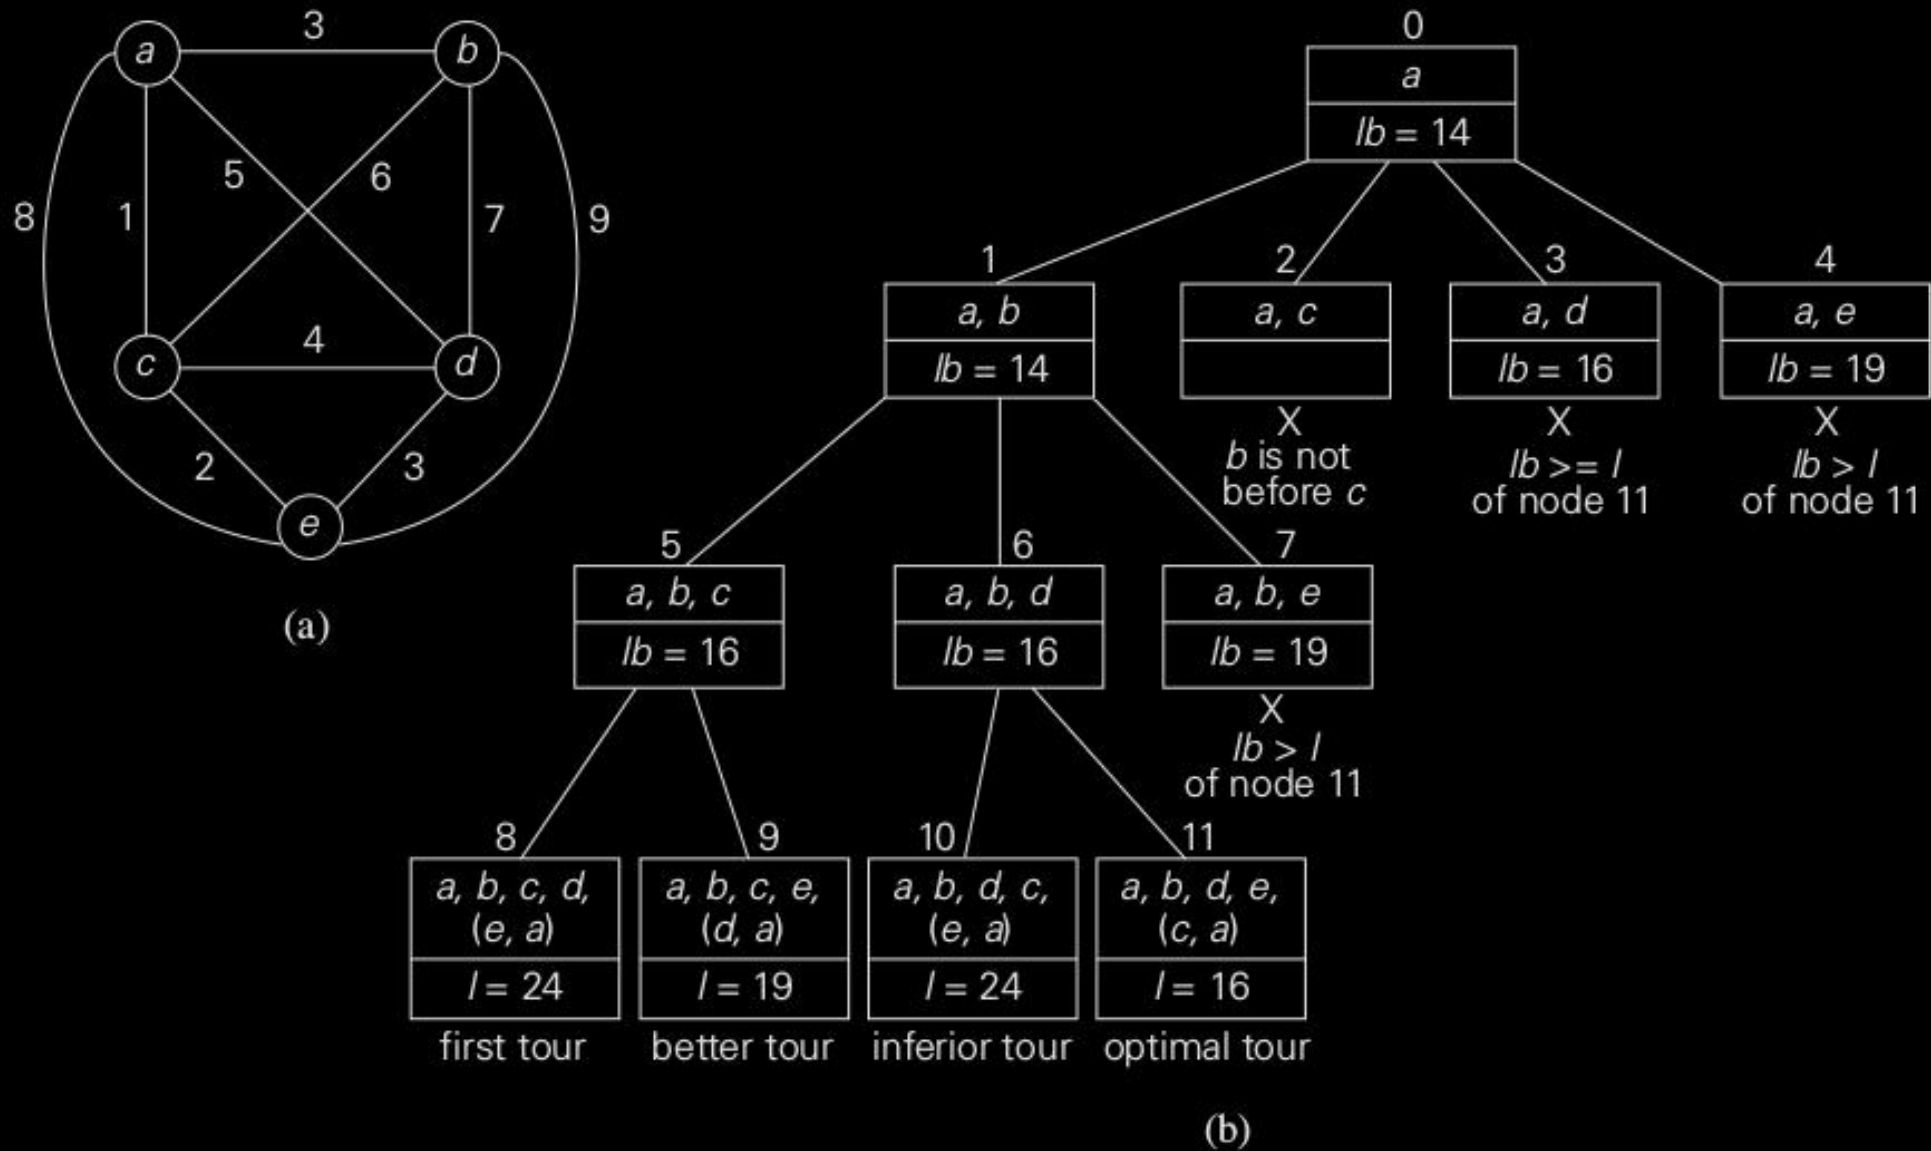 a
3
b
8
1
5
6
7
9
c
4
d
2
3
e
(a)
0
a
lb = 14
1
a, b
lb = 14
2
a, c
X
b is not
before c
3
a, d
lb = 16
X
lb >= l
of node 11
4
a, e
lb = 19
X
lb > l
of node 11
5
a, b, c
lb = 16
6
a, b, d
lb = 16
7
a, b, e
lb = 19
X
lb > l
of node 11
8
a, b, c, d,
(e, a)
l = 24
first tour
9
a, b, c, e,
(d, a)
l = 19
better tour
10
a, b, d, c,
(e, a)
l = 24
inferior tour
11
a, b, d, e,
(c, a)
l = 16
optimal tour
(b)